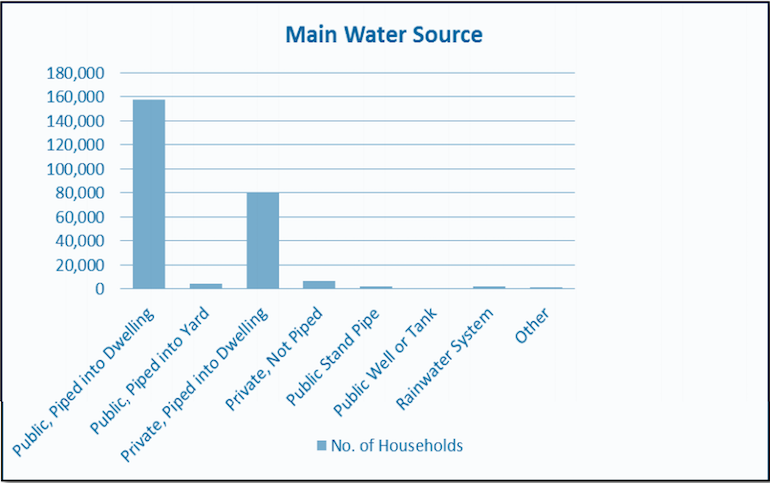 Main Water Source
180,000
160,000
140,000
120,000
100,000
80,000
60,000
40,000
20,000
0
Public, Piped into Dwelling
Public, Piped into Yard
Private, Piped into Dwelling
Private, Not Piped
Public Stand Pipe
Public Well or Tank
Rainwater System
Other
No. of Households